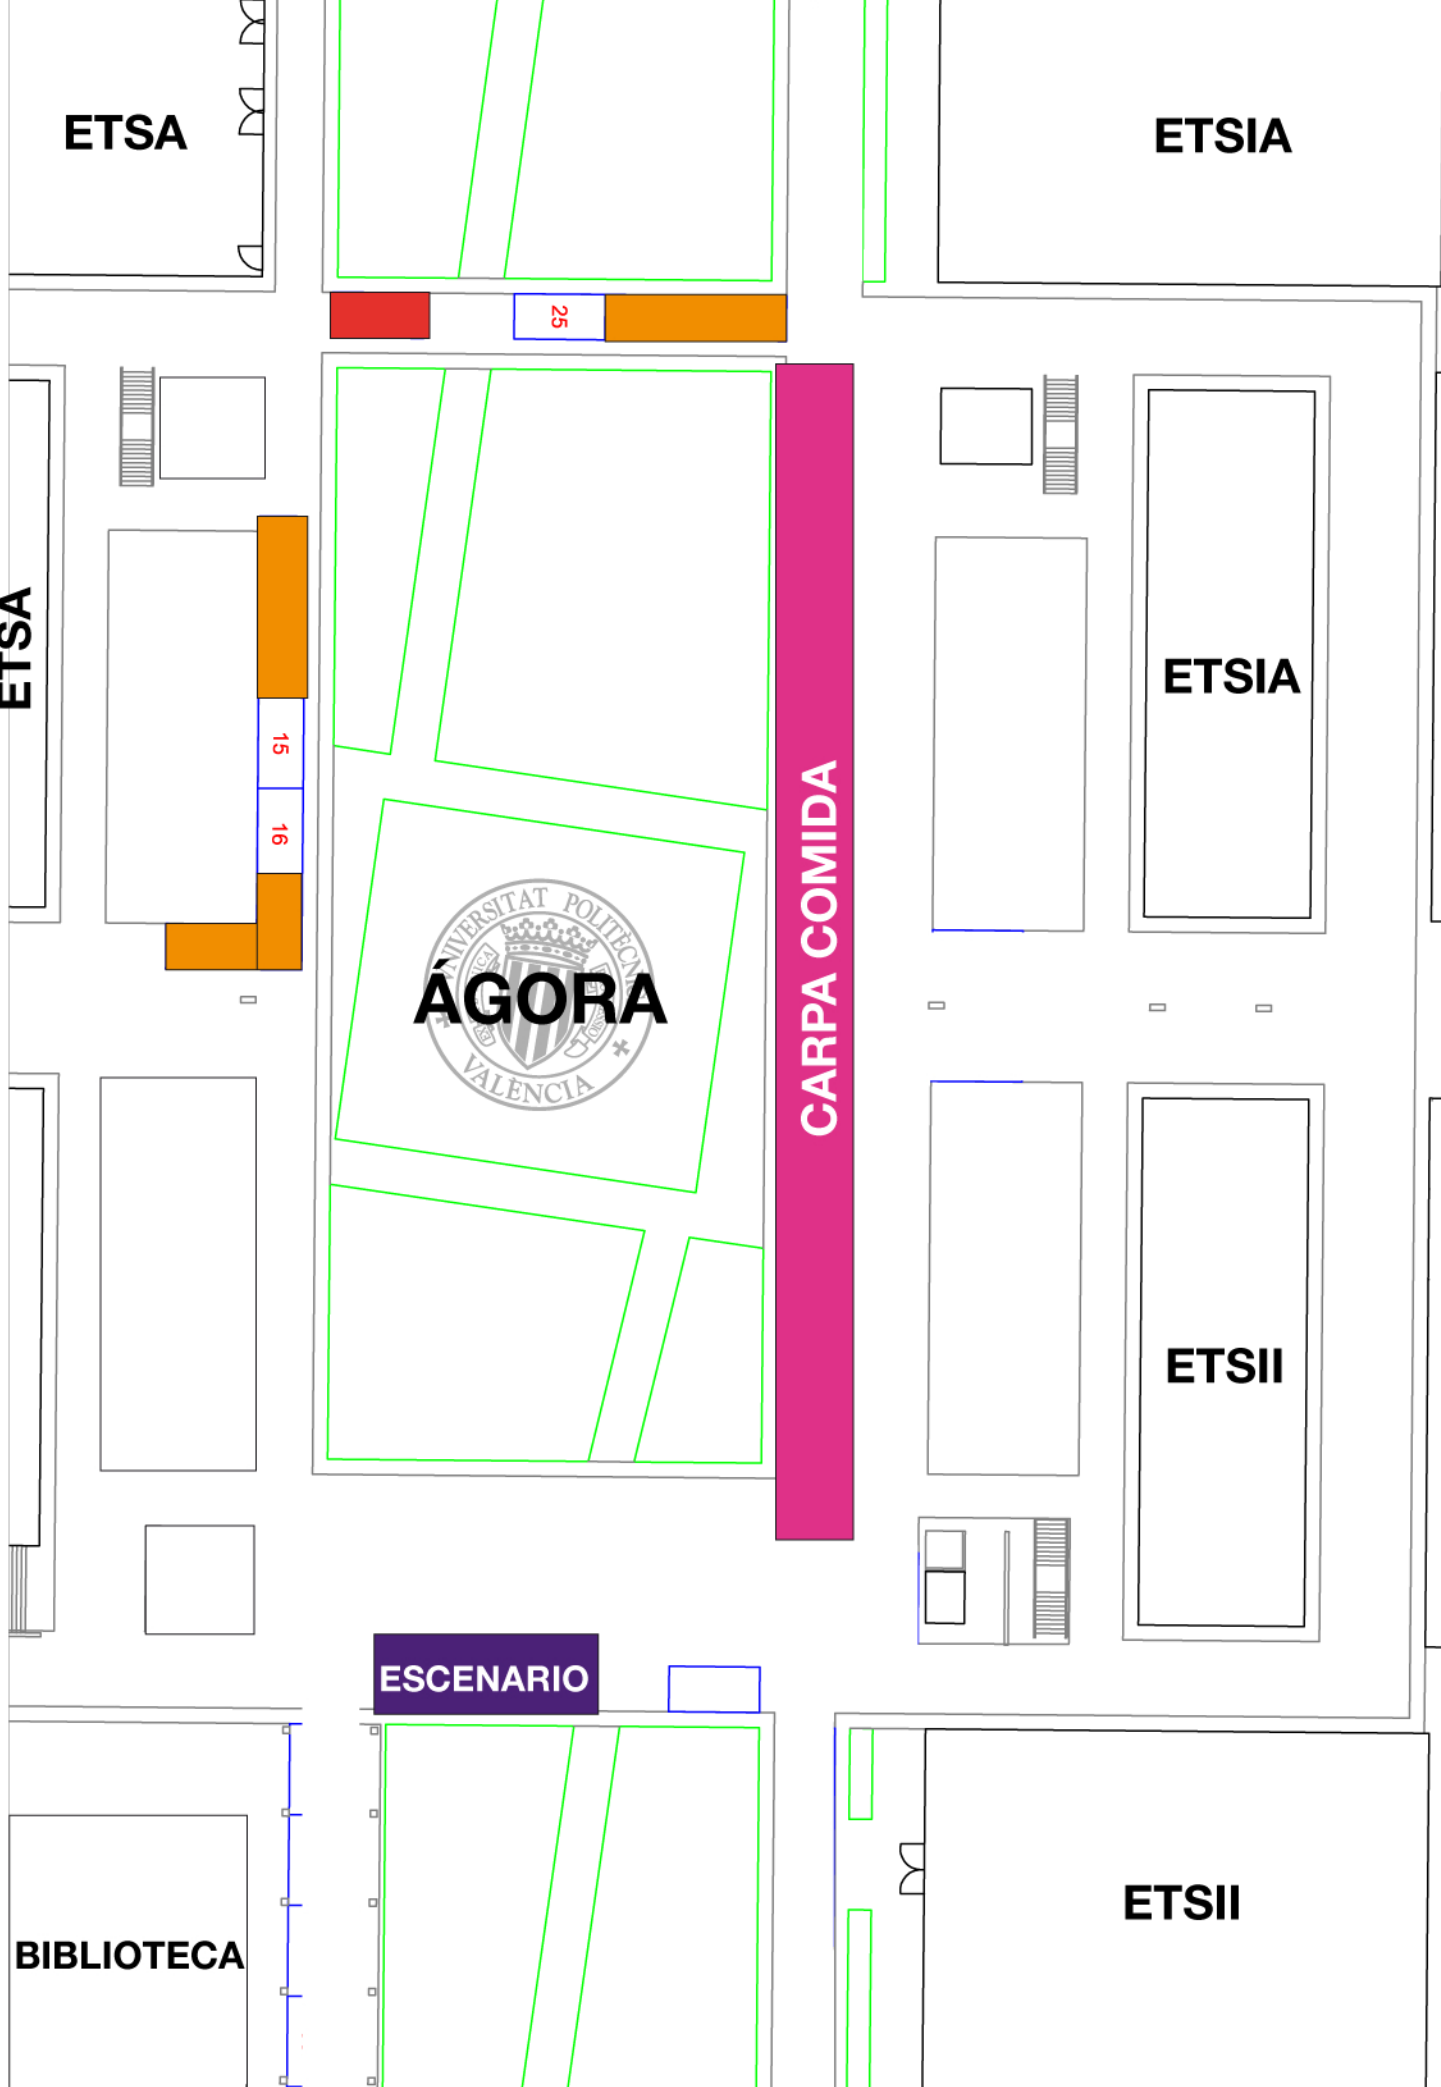 ETSA
ETSIA
25
ETSA
ETSIA
15
16
CARPA COMIDA
UNIVERSITAT POLITÈCNICA
ÁGORA
VALÈNCIA
ETSII
ESCENARIO
ETSII
BIBLIOTECA